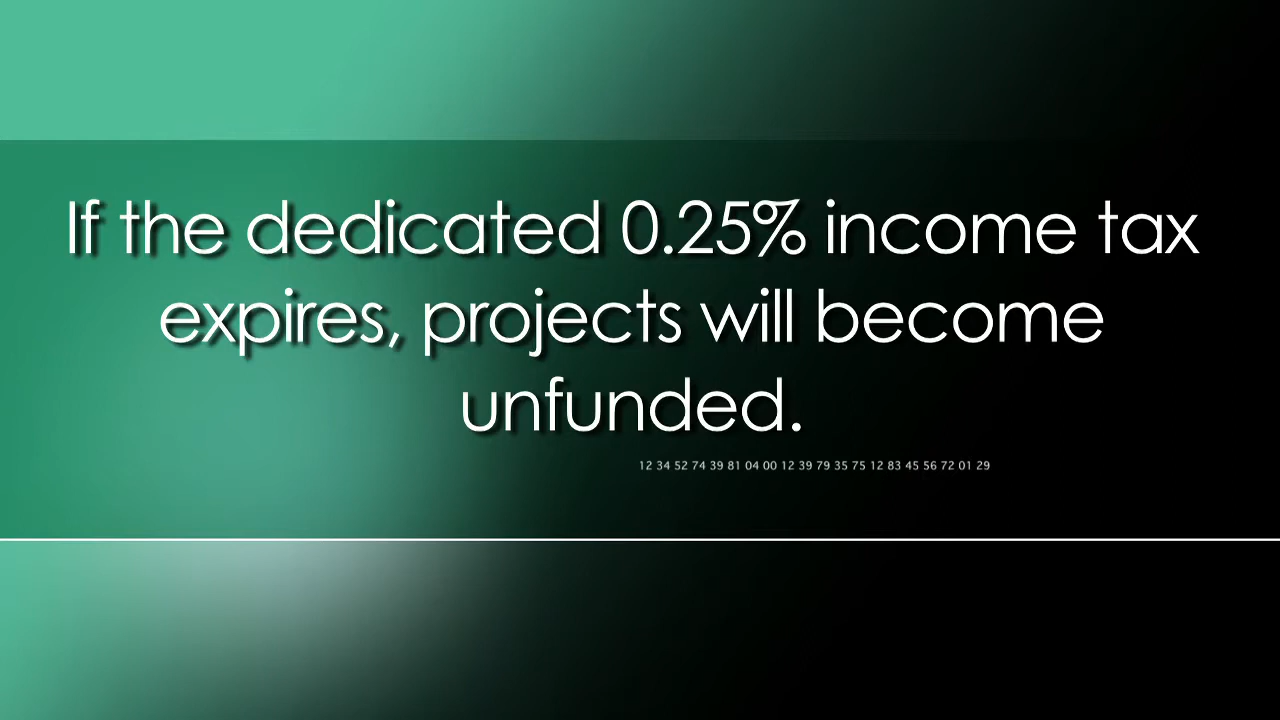 If the dedicated 0.25% income tax
expires, projects will become
unfunded.
12 34 52 74 39 81 04 00 12 39 79 35 75 12 83 45 56 72 01 29